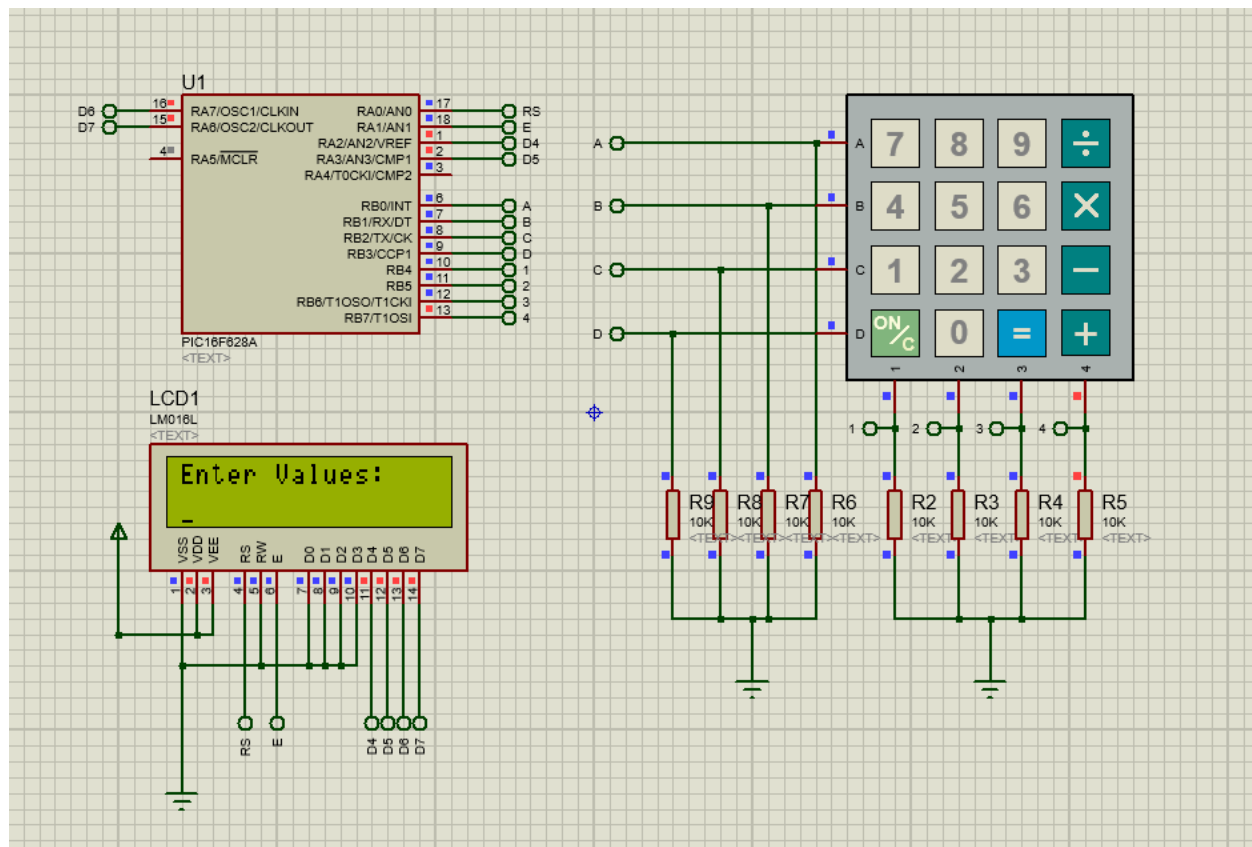 U1
D6 16 RA7/OSC1/CLKIN RA0/AN0 17 RS
D7 15 RA6/OSC2/CLKOUT RA1/AN1 18 E
RA2/AN2/VREF 1 D4
4 RA5/MCLR RA3/AN3/CMP1 2 D5
RA4/T0CKI/CMP2 3
RB0/INT 6 A
RB1/RX/DT 7 B
RB2/TX/CK 8 C
RB3/CCP1 9 D
RB4 10 1
RB5 11 2
RB6/T1OSO/T1CKI 12 3
RB7/T1OSI 13 4
PIC16F628A
<TEXT>
A A 7 8 9 ÷
B B 4 5 6 ×
C C 1 2 3 −
D D ON/C 0 = +
1 2 3 4
1 2 3 4
LCD1
LM016L
<TEXT>
Enter Values:
_
VSS VDD VEE RS RW E D0 D1 D2 D3 D4 D5 D6 D7
1 2 3 4 5 6 7 8 9 10 11 12 13 14
RS E D4 D5 D6 D7
R9 R8 R7 R6 R2 R3 R4 R5
10K 10K 10K 10K 10K 10K 10K 10K
<TEXT> <TEXT> <TEXT> <TEXT> <TEXT> <TEXT> <TEXT> <TEXT>